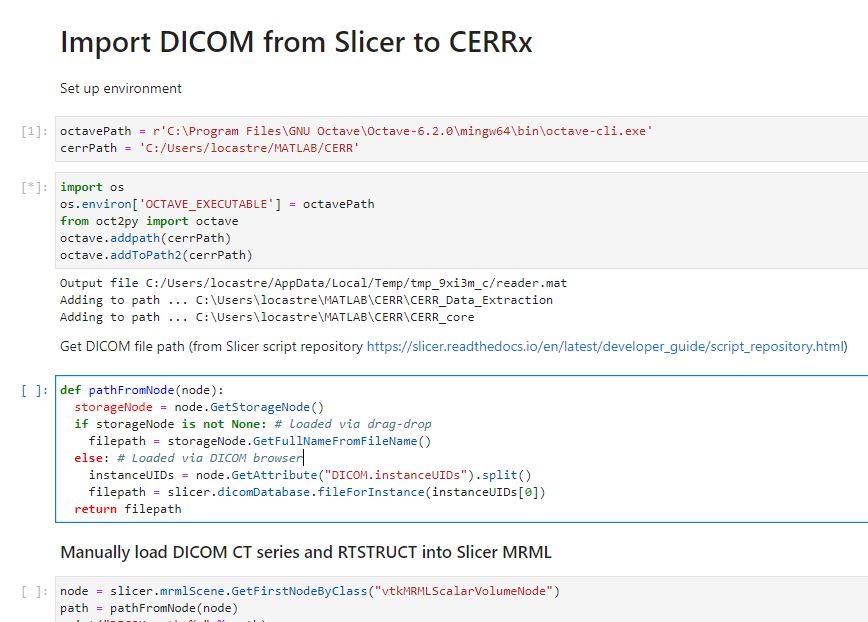 Import DICOM from Slicer to CERRx
Set up environment
[1]: octavePath = r'C:\Program Files\GNU Octave\Octave-6.2.0\mingw64\bin\octave-cli.exe'
cerrPath = 'C:/Users/locastre/MATLAB/CERR'
[*]: import os
os.environ['OCTAVE_EXECUTABLE'] = octavePath
from oct2py import octave
octave.addpath(cerrPath)
octave.addToPath2(cerrPath)
Output file C:/Users/locastre/AppData/Local/Temp/tmp_9xi3m_c/reader.mat
Adding to path ... C:\Users\locastre\MATLAB\CERR\CERR_Data_Extraction
Adding to path ... C:\Users\locastre\MATLAB\CERR\CERR_core
Get DICOM file path (from Slicer script repository https://slicer.readthedocs.io/en/latest/developer_guide/script_repository.html)
[ ]: def pathFromNode(node):
storageNode = node.GetStorageNode()
if storageNode is not None: # loaded via drag-drop
filepath = storageNode.GetFullNameFromFileName()
else: # Loaded via DICOM browser
instanceUIDs = node.GetAttribute("DICOM.instanceUIDs").split()
filepath = slicer.dicomDatabase.fileForInstance(instanceUIDs[0])
return filepath
Manually load DICOM CT series and RTSTRUCT into Slicer MRML
[ ]: node = slicer.mrmlScene.GetFirstNodeByClass("vtkMRMLScalarVolumeNode")
path = pathFromNode(node)